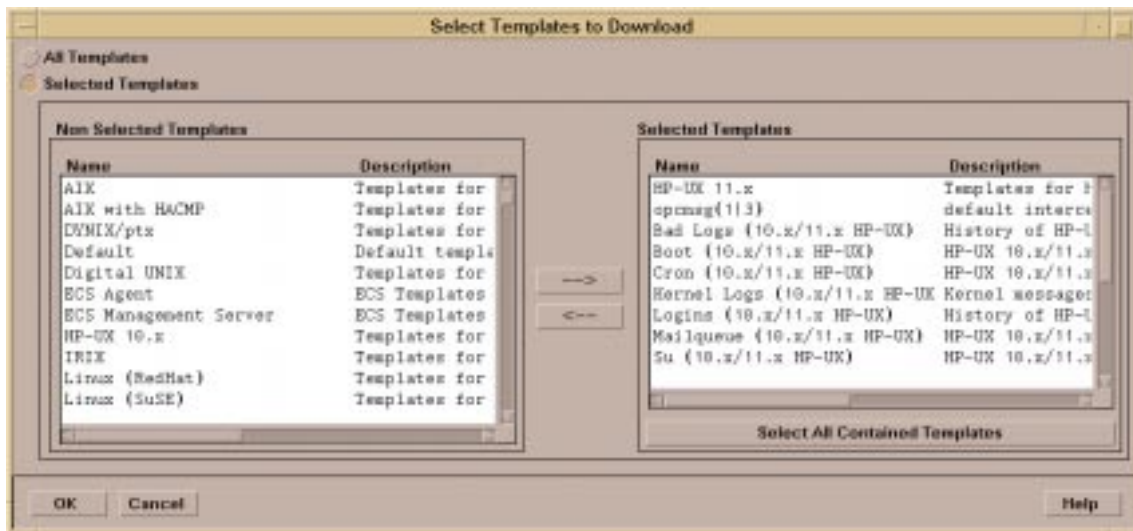 Select Templates to Download
All Templates
Selected Templates
Non Selected Templates
Name Description
AIX Templates for
AIX with HACMP Templates for
DYNIX/ptx Templates for
Default Default templa
Digital UNIX Templates for
ECS Agent ECS Templates
ECS Management Server ECS Templates
HP-UX 10.x Templates for
IRIX Templates for
Linux (RedHat) Templates for
Linux (SuSE) Templates for
-->
<--
Selected Templates
Name Description
HP-UX 11.x Templates for H
opcmsg(1|3) default interce
Bad Logs (10.x/11.x HP-UX) History of HP-U
Boot (10.x/11.x HP-UX) HP-UX 10.x/11.x
Cron (10.x/11.x HP-UX) HP-UX 10.x/11.x
Kernel Logs (10.x/11.x HP-UX Kernel messages
Logins (10.x/11.x HP-UX) History of HP-U
Mailqueue (10.x/11.x HP-UX) HP-UX 10.x/11.x
Su (10.x/11.x HP-UX) HP-UX 10.x/11.x
Select All Contained Templates
OK Cancel Help